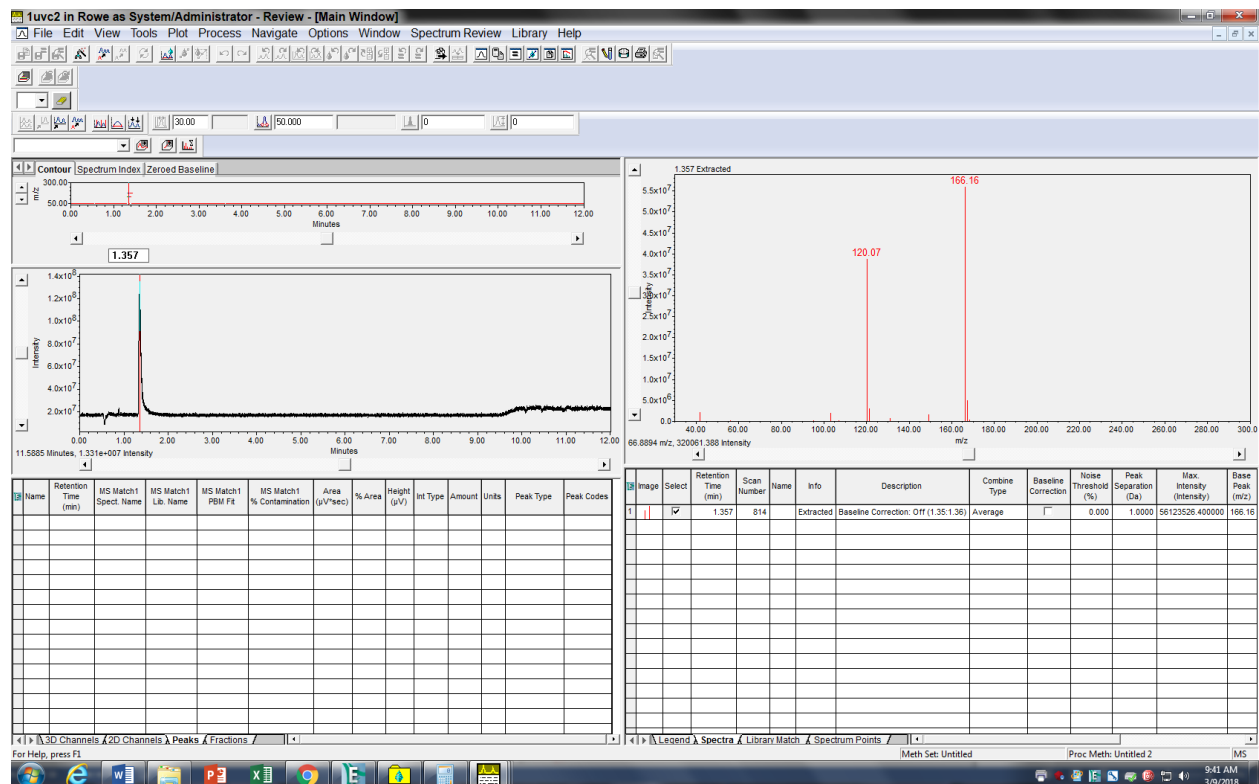 1uvc2 in Rowe as System/Administrator - Review - [Main Window]
File Edit View Tools Plot Process Navigate Options Window Spectrum Review Library Help
30.00 50.000 0 0
Contour Spectrum Index Zeroed Baseline
300.00
m/z
50.00
0.00 1.00 2.00 3.00 4.00 5.00 6.00 7.00 8.00 9.00 10.00 11.00 12.00
Minutes
1.357
1.4x10^8
1.2x10^8
1.0x10^8
8.0x10^7
6.0x10^7
4.0x10^7
2.0x10^7
Intensity
0.00 1.00 2.00 3.00 4.00 5.00 6.00 7.00 8.00 9.00 10.00 11.00 12.00
Minutes
11.5885 Minutes, 1.331e+007 Intensity
Name Retention Time (min) MS Match1 Spect. Name MS Match1 Lib. Name MS Match1 PBM Fit MS Match1 % Contamination Area (µV*sec) % Area Height (µV) Int Type Amount Units Peak Type Peak Codes
3D Channels 2D Channels Peaks Fractions
1.357 Extracted
166.16
120.07
5.5x10^7
5.0x10^7
4.5x10^7
4.0x10^7
3.5x10^7
3.0x10^7
2.5x10^7
2.0x10^7
1.5x10^7
1.0x10^7
5.0x10^6
0.0
Intensity
40.00 60.00 80.00 100.00 120.00 140.00 160.00 180.00 200.00 220.00 240.00 260.00 280.00 300.0
m/z
66.8894 m/z, 320061.388 Intensity
Image Select Retention Time (min) Scan Number Name Info Description Combine Type Baseline Correction Noise Threshold (%) Peak Separation (Da) Max. Intensity (Intensity) Base Peak (m/z)
1 1.357 814 Extracted Baseline Correction: Off (1.35:1.36) Average 0.000 1.0000 56123526.400000 166.16
Legend Spectra Library Match Spectrum Points
For Help, press F1 Meth Set: Untitled Proc Meth: Untitled 2 MS
9:41 AM
3/9/2018